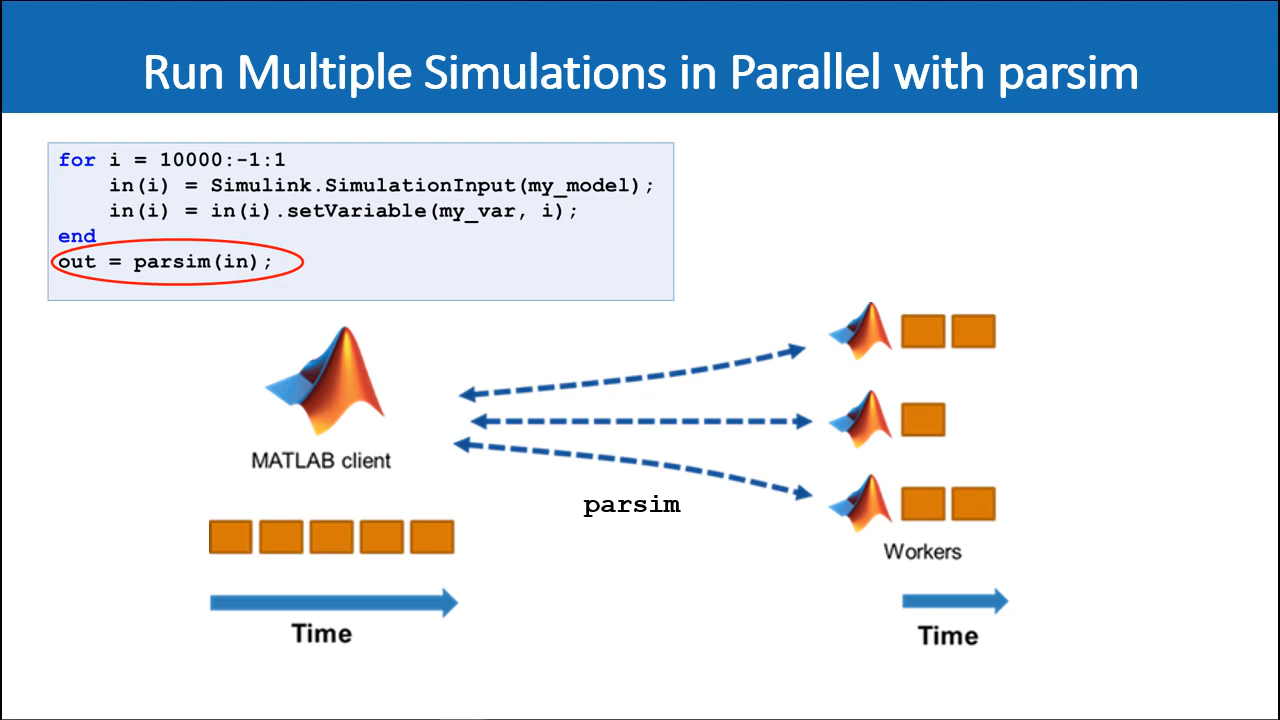 Run Multiple Simulations in Parallel with parsim
for i = 10000:-1:1
    in(i) = Simulink.SimulationInput(my_model);
    in(i) = in(i).setVariable(my_var, i);
end
out = parsim(in);
MATLAB client
parsim
Workers
Time
Time